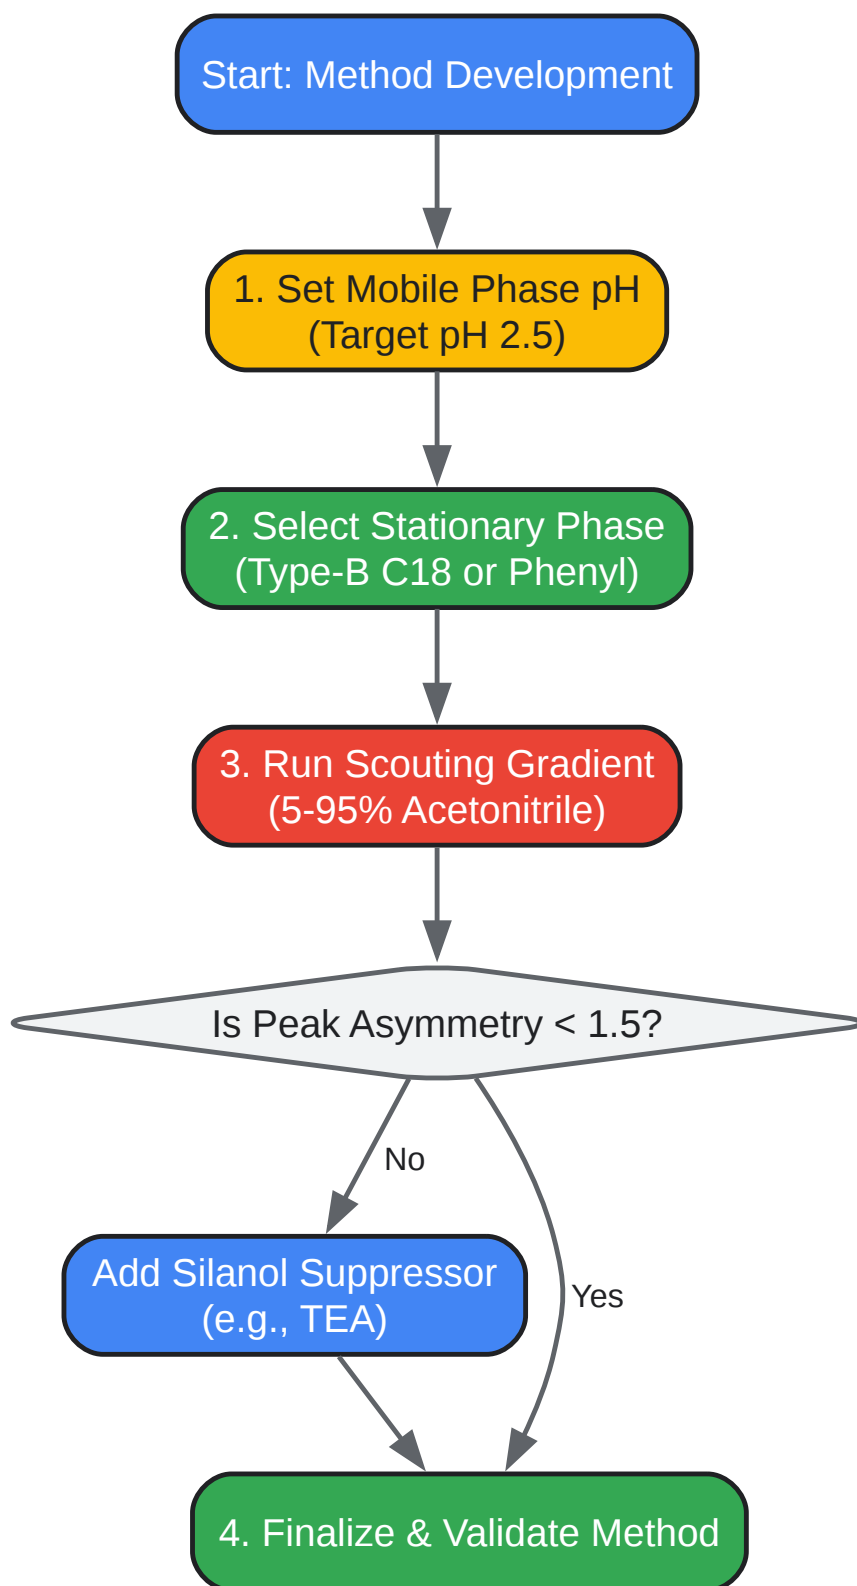 Start: Method Development
1. Set Mobile Phase pH
(Target pH 2.5)
2. Select Stationary Phase
(Type-B C18 or Phenyl)
3. Run Scouting Gradient
(5-95% Acetonitrile)
Is Peak Asymmetry < 1.5?
No
Add Silanol Suppressor
(e.g., TEA)
Yes
4. Finalize & Validate Method